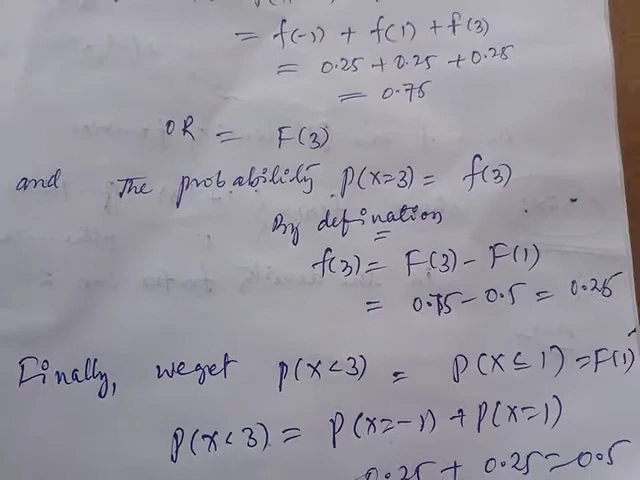 = f(-1) + f(1) + f(3)
= 0.25 + 0.25 + 0.25
= 0.75
OR = F(3)
and The probability P(X=3) = f(3)
By defination
f(3) = F(3) - F(1)
= 0.75 - 0.5 = 0.25
Finally, we get P(X<3) = P(X≤1) = F(1)
P(X<3) = P(X=-1) + P(X=1)
0.25 + 0.25 = 0.5